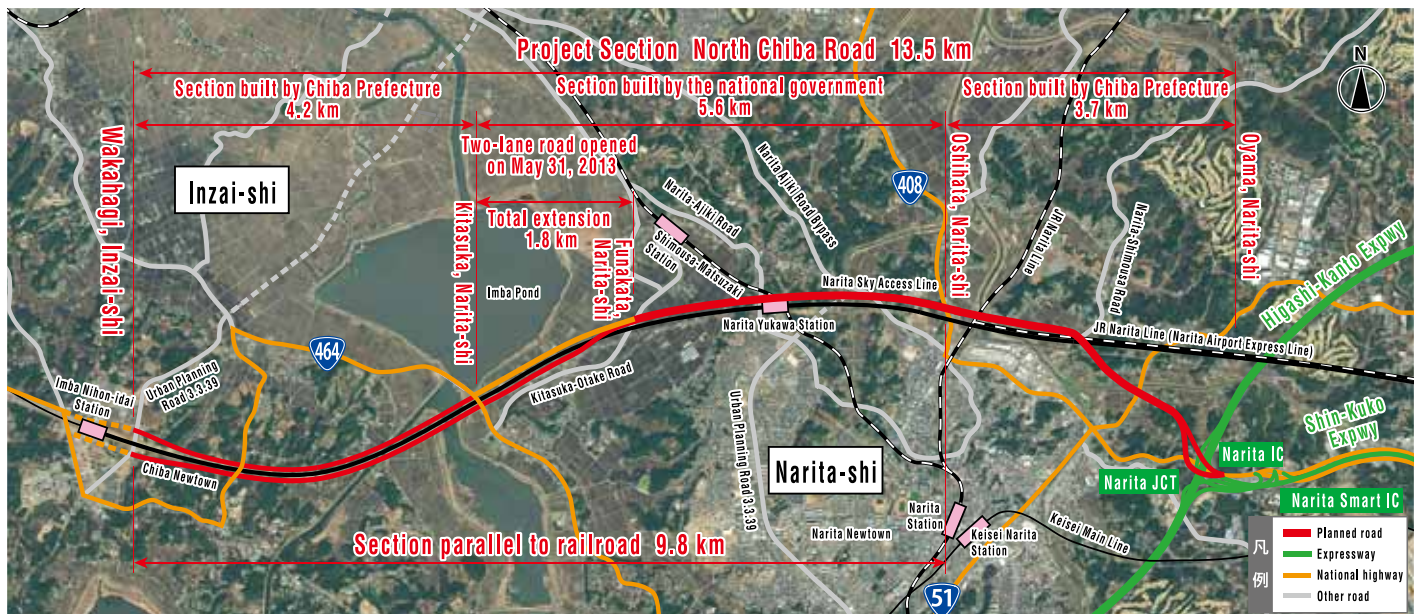 Project Section North Chiba Road 13.5 km
N
Section built by Chiba Prefecture
4.2 km
Section built by the national government
5.6 km
Section built by Chiba Prefecture
3.7 km
Two-lane road opened
on May 31, 2013
Total extension
1.8 km
Wakahagi, Inzai-shi
Inzai-shi
Kitasuka, Narita-shi
Funakata,
Narita-shi
Oshihata, Narita-shi
Oyama, Narita-shi
408
Narita-Ajiki Road
Narita Ajiki Road Bypass
Shimousa-Matsuzaki
Station
JR Narita Line
Narita-Shimousa Road
Higashi-Kanto Expwy
Imba Pond
Narita Sky Access Line
Narita Yukawa Station
JR Narita Line (Narita Airport Express Line)
464
Urban Planning
Road 3.3.39
Imba Nihon-idai
Station
Kitasuka-Otake Road
Chiba Newtown
Urban Planning Road 3.3.39
Narita-shi
Shin-Kuko
Expwy
Narita IC
Narita JCT
Narita Smart IC
Narita Newtown
Narita
Station
Keisei Narita
Station
Keisei Main Line
Section parallel to railroad 9.8 km
51
凡例
Planned road
Expressway
National highway
Other road